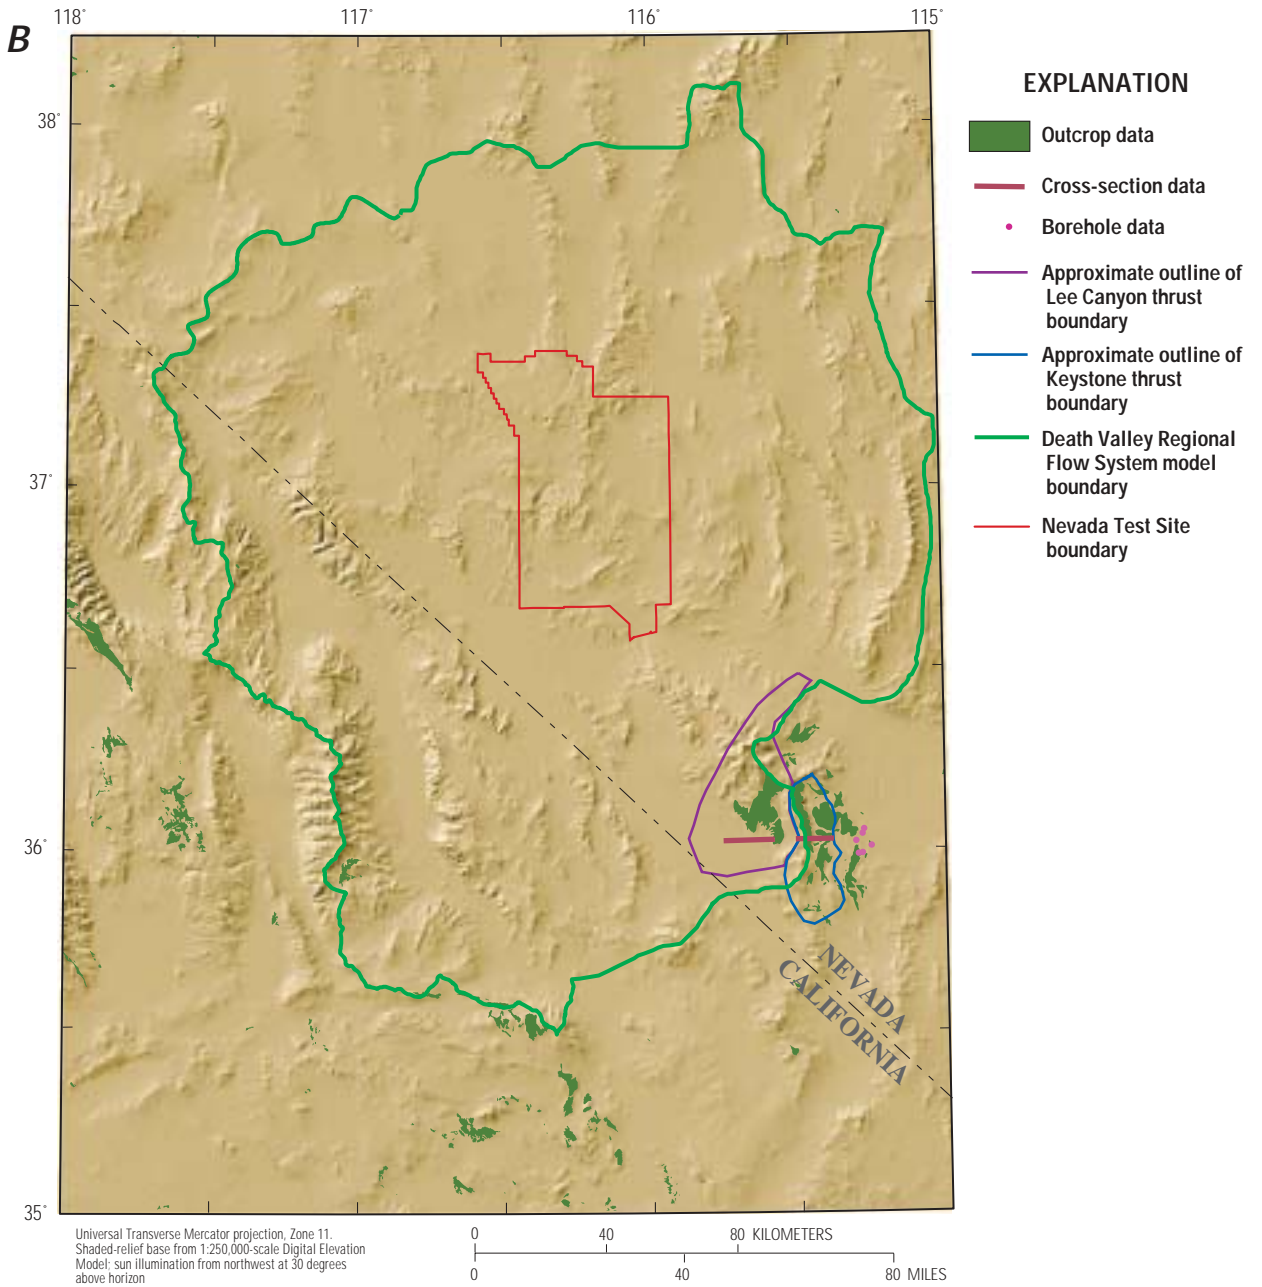 B
118°
117°
116°
115°
38°
37°
36°
35°
NEVADA
CALIFORNIA
EXPLANATION
Outcrop data
Cross-section data
Borehole data
Approximate outline of
Lee Canyon thrust
boundary
Approximate outline of
Keystone thrust
boundary
Death Valley Regional
Flow System model
boundary
Nevada Test Site
boundary
Universal Transverse Mercator projection, Zone 11.
Shaded-relief base from 1:250,000-scale Digital Elevation
Model; sun illumination from northwest at 30 degrees
above horizon
0 40 80 KILOMETERS
0 40 80 MILES